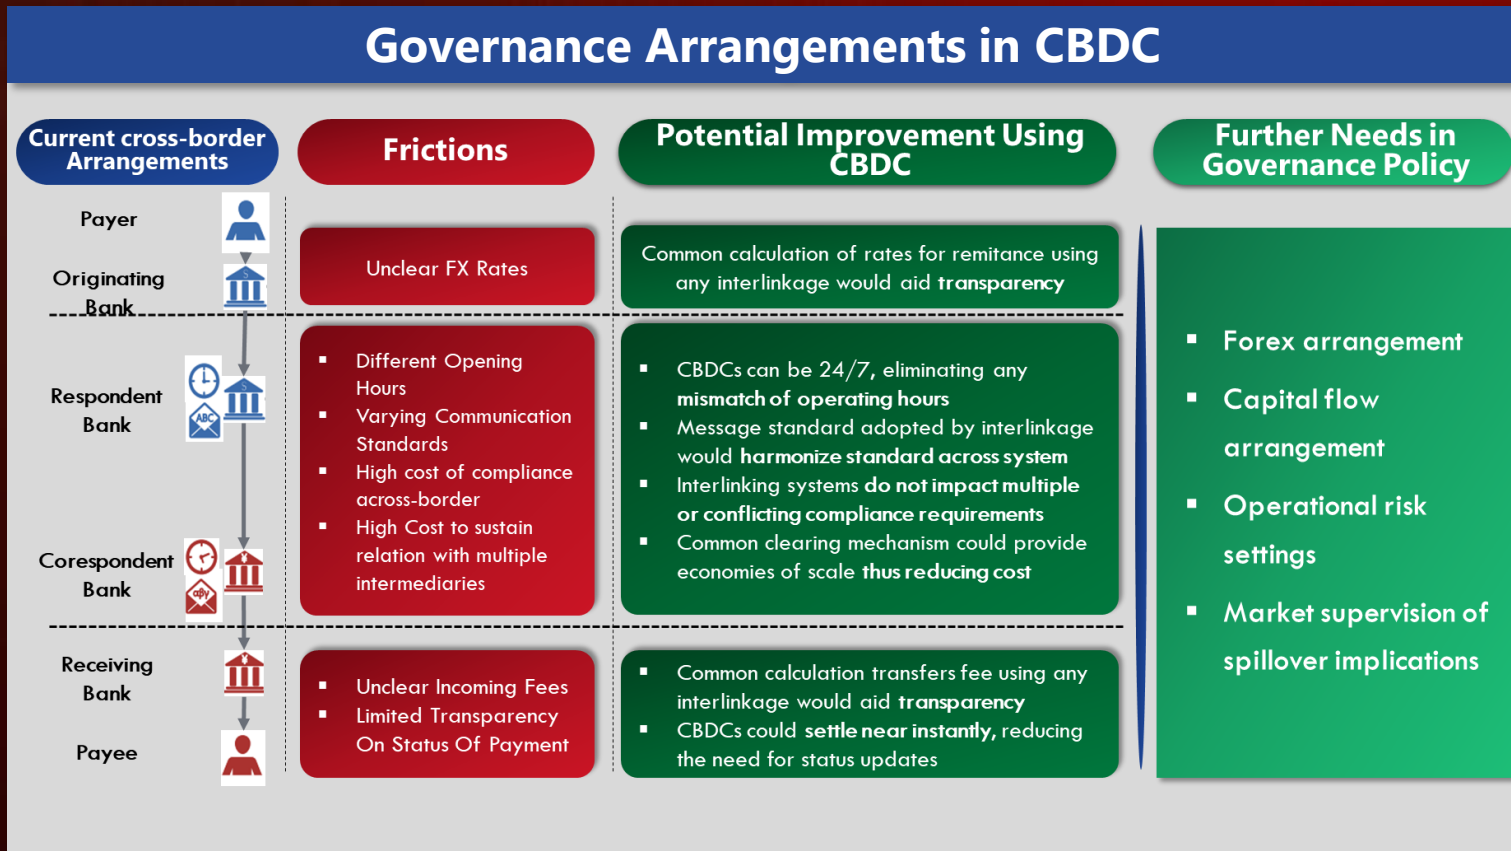 Governance Arrangements in CBDC
Current cross-border
Arrangements
Frictions
Potential Improvement Using
CBDC
Further Needs in
Governance Policy
Payer
Originating
Bank
Unclear FX Rates
Common calculation of rates for remitance using
any interlinkage would aid transparency
Respondent
Bank
ABC
▪ Different Opening
Hours
▪ Varying Communication
Standards
▪ High cost of compliance
across-border
▪ High Cost to sustain
relation with multiple
intermediaries
▪ CBDCs can be 24/7, eliminating any
mismatch of operating hours
▪ Message standard adopted by interlinkage
would harmonize standard across system
▪ Interlinking systems do not impact multiple
or conflicting compliance requirements
▪ Common clearing mechanism could provide
economies of scale thus reducing cost
Corespondent
Bank
αβγ
Receiving
Bank
Payee
▪ Unclear Incoming Fees
▪ Limited Transparency
On Status Of Payment
▪ Common calculation transfers fee using any
interlinkage would aid transparency
▪ CBDCs could settle near instantly, reducing
the need for status updates
▪ Forex arrangement
▪ Capital flow
arrangement
▪ Operational risk
settings
▪ Market supervision of
spillover implications